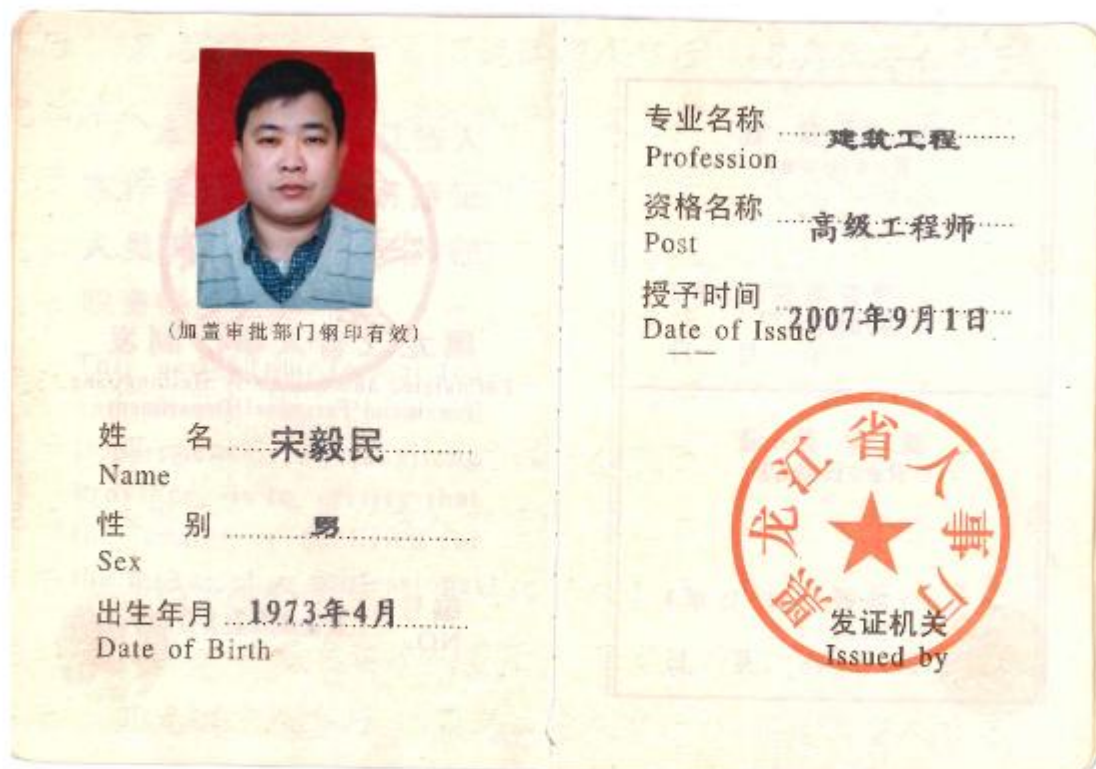 (加盖审批部门钢印有效)
姓 名 宋毅民
Name
性 别 男
Sex
出生年月 1973年4月
Date of Birth
专业名称 建筑工程
Profession
资格名称 高级工程师
Post
授予时间 2007年9月1日
Date of Issue
黑龙江省人事厅
发证机关
Issued by